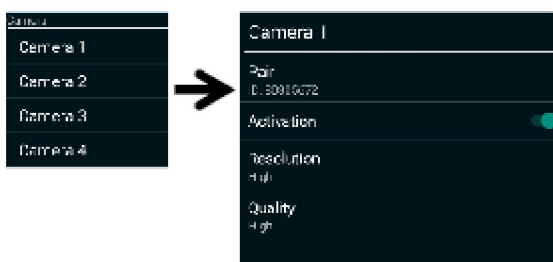 Camera
Camera 1
Camera 2
Camera 3
Camera 4
Camera 1
Pair
Activation
Resolution
High
Quality
High